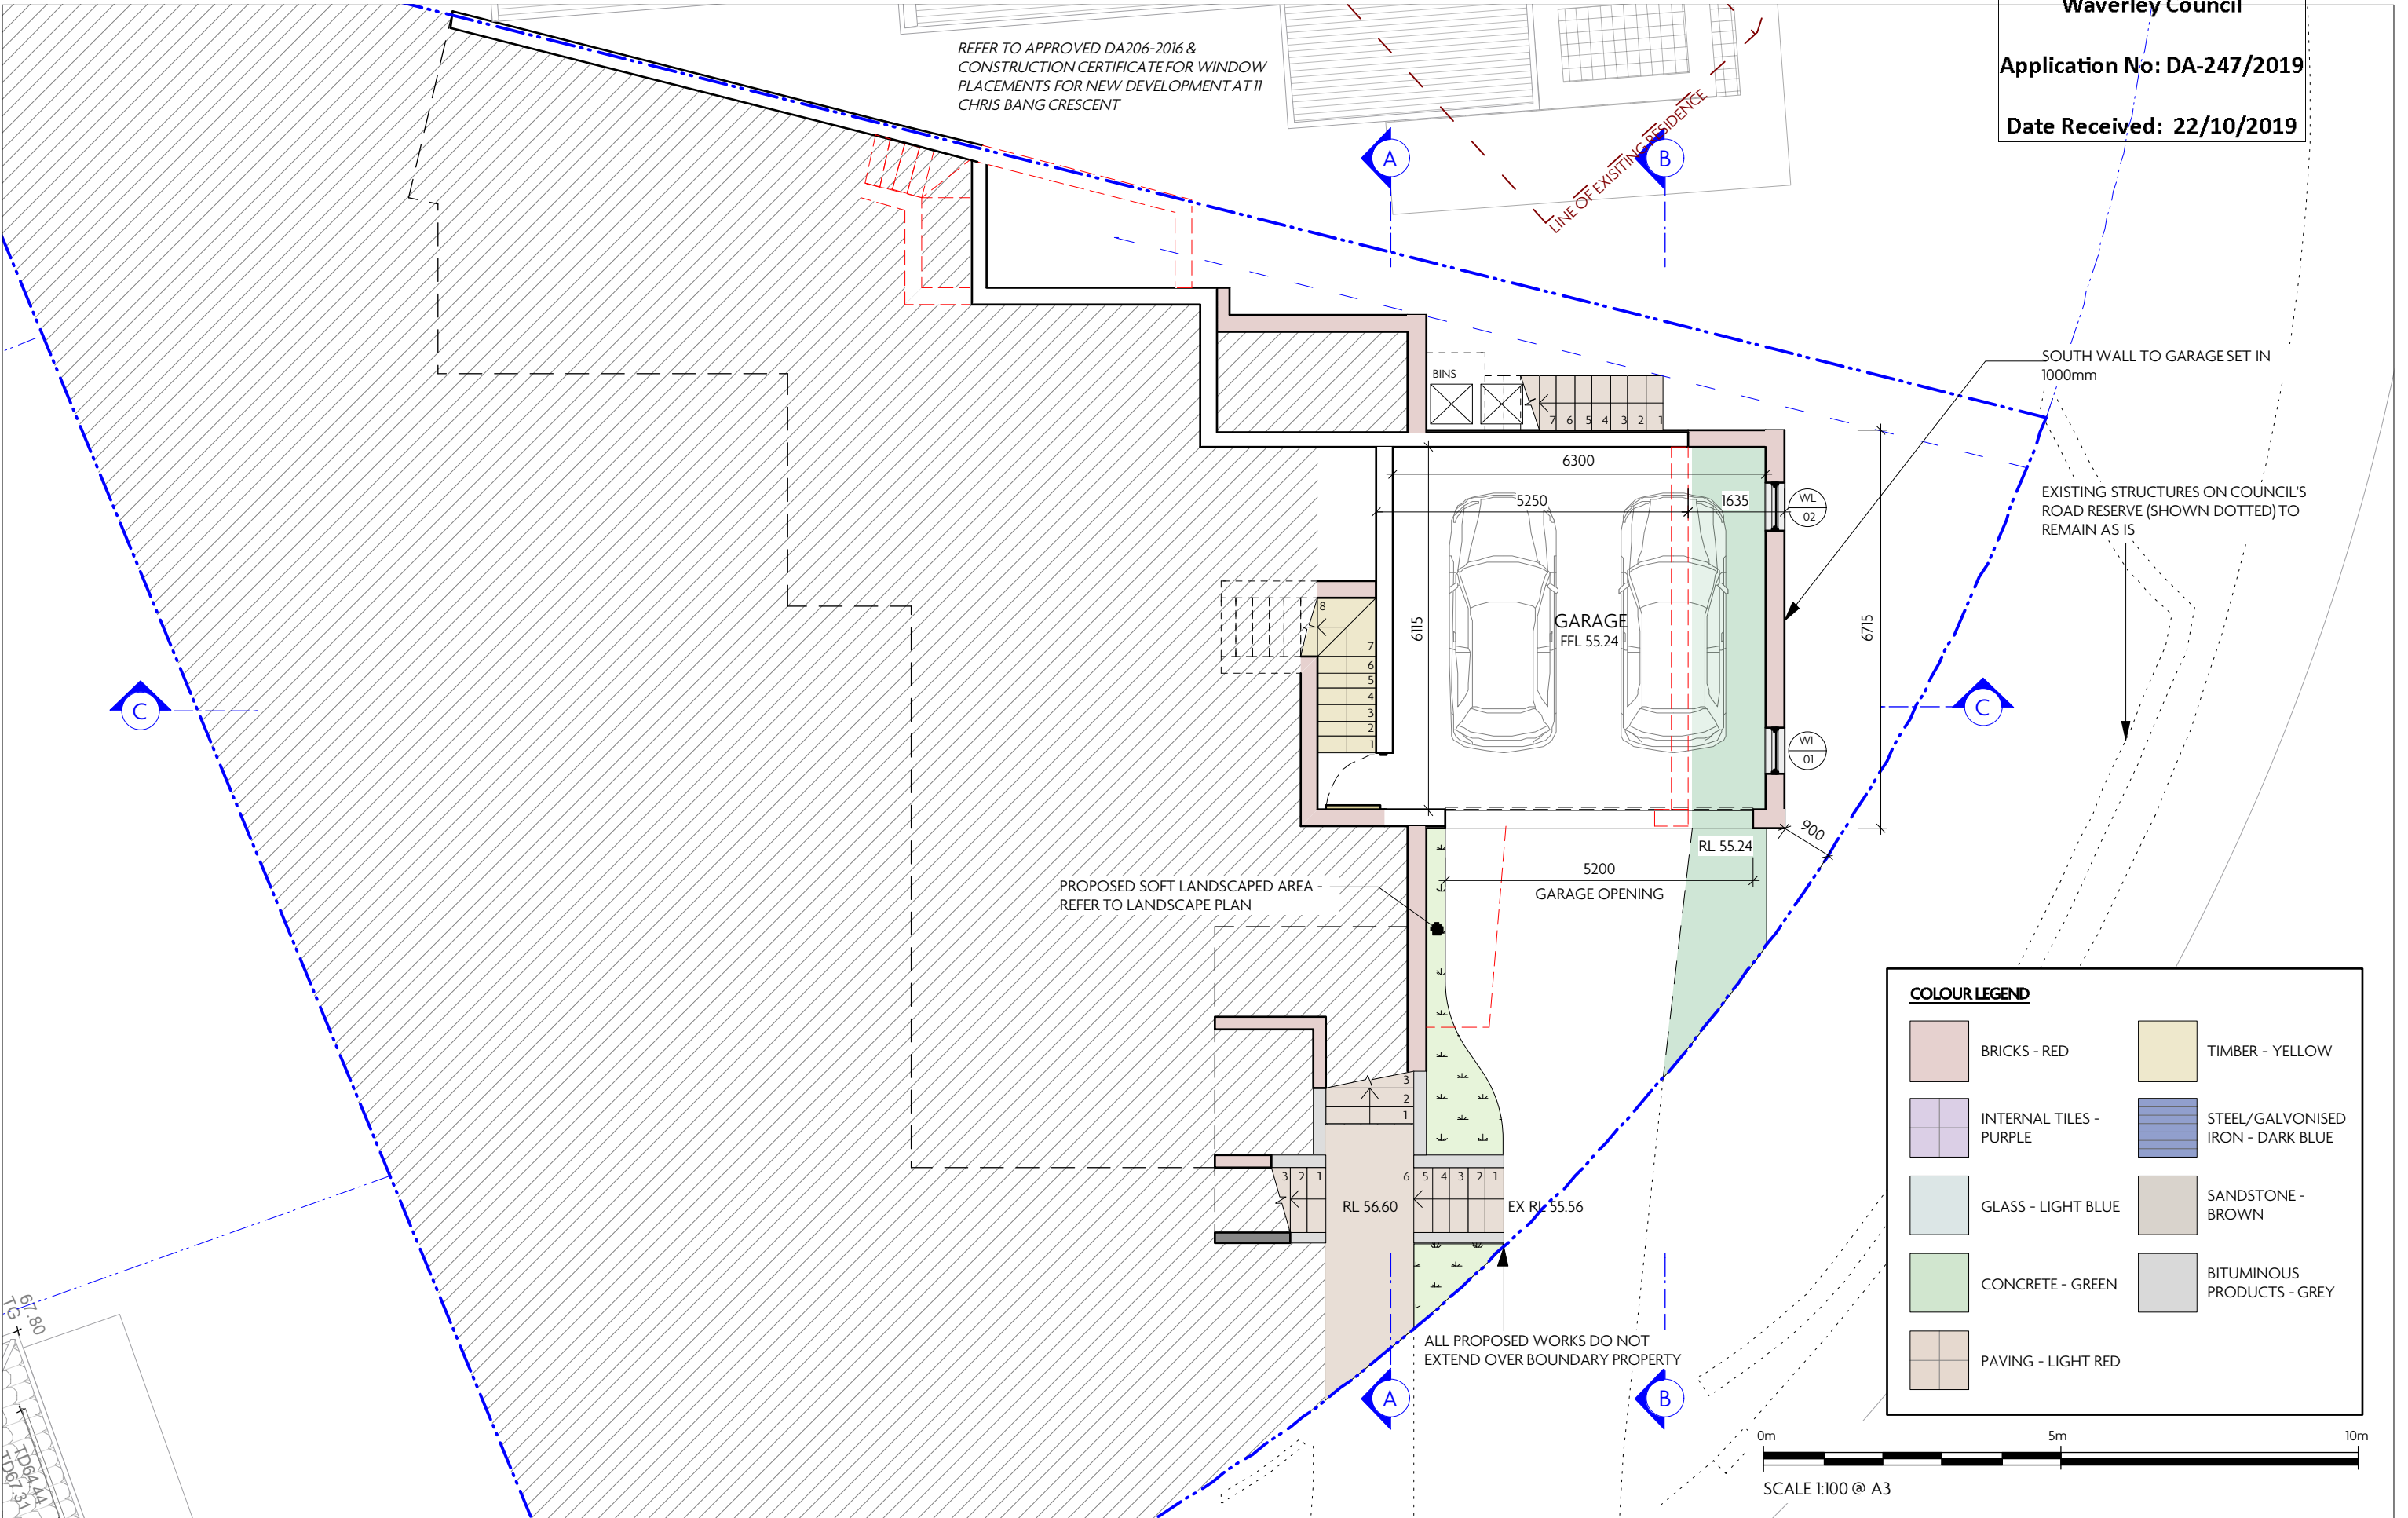 Waverley Council
Application No: DA-247/2019
Date Received: 22/10/2019
REFER TO APPROVED DA206-2016 &
CONSTRUCTION CERTIFICATE FOR WINDOW
PLACEMENTS FOR NEW DEVELOPMENT AT 11
CHRIS BANG CRESCENT
LINE OF EXISITING RESIDENCE
A
B
SOUTH WALL TO GARAGE SET IN
1000mm
BINS
7 6 5 4 3 2 1
6300
5250
1635
WL
02
EXISTING STRUCTURES ON COUNCIL'S
ROAD RESERVE (SHOWN DOTTED) TO
REMAIN AS IS
6115
GARAGE
FFL 55.24
6715
8
7
6
5
4
3
2
1
C
C
WL
01
900
RL 55.24
5200
GARAGE OPENING
PROPOSED SOFT LANDSCAPED AREA -
REFER TO LANDSCAPE PLAN
3
2
1
3 2 1
6 5 4 3 2 1
RL 56.60
EX RL 55.56
ALL PROPOSED WORKS DO NOT
EXTEND OVER BOUNDARY PROPERTY
A
B
67.80
TG
TD64.44
TD67.31
COLOUR LEGEND
BRICKS - RED
TIMBER - YELLOW
INTERNAL TILES -
PURPLE
STEEL/GALVONISED
IRON - DARK BLUE
GLASS - LIGHT BLUE
SANDSTONE -
BROWN
CONCRETE - GREEN
BITUMINOUS
PRODUCTS - GREY
PAVING - LIGHT RED
0m 5m 10m
SCALE 1:100 @ A3